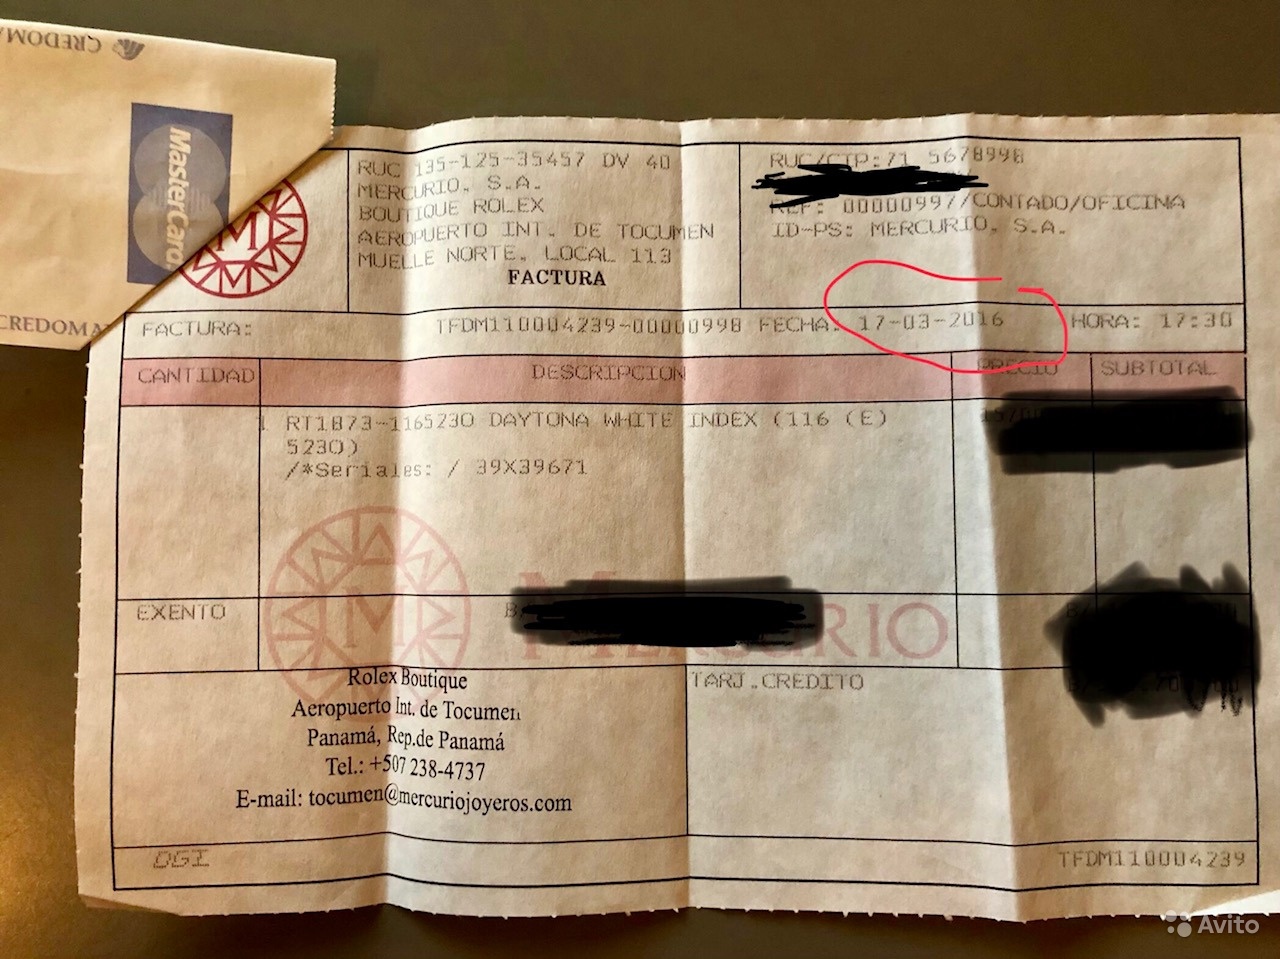 CREDOMA
MasterCard
CREDOMA
M
RUC 135-125-35457 DV 40
MERCURIO, S.A.
BOUTIQUE ROLEX
AEROPUERTO INT. DE TOCUMEN
MUELLE NORTE, LOCAL 113
FACTURA
RUC/CIP:71 5678998
REF: 00000997//CONTADO/OFICINA
ID-PS: MERCURIO, S.A.
FACTURA: TFDM110004239-00000998 FECHA: 17-03-2016 HORA: 17:30
CANTIDAD DESCRIPCION PRECIO SUBTOTAL
1 RT1873-116523O DAYTONA WHITE INDEX (116 (E)
523O)
/*Seriales: / 39X39671
EXENTO
M
RIO
TARJ.CREDITO
Rolex Boutique
Aeropuerto Int. de Tocumen
Panamá, Rep.de Panamá
Tel.: +507 238-4737
E-mail: tocumen@mercuriojoyeros.com
DGI TFDM110004239
Avito